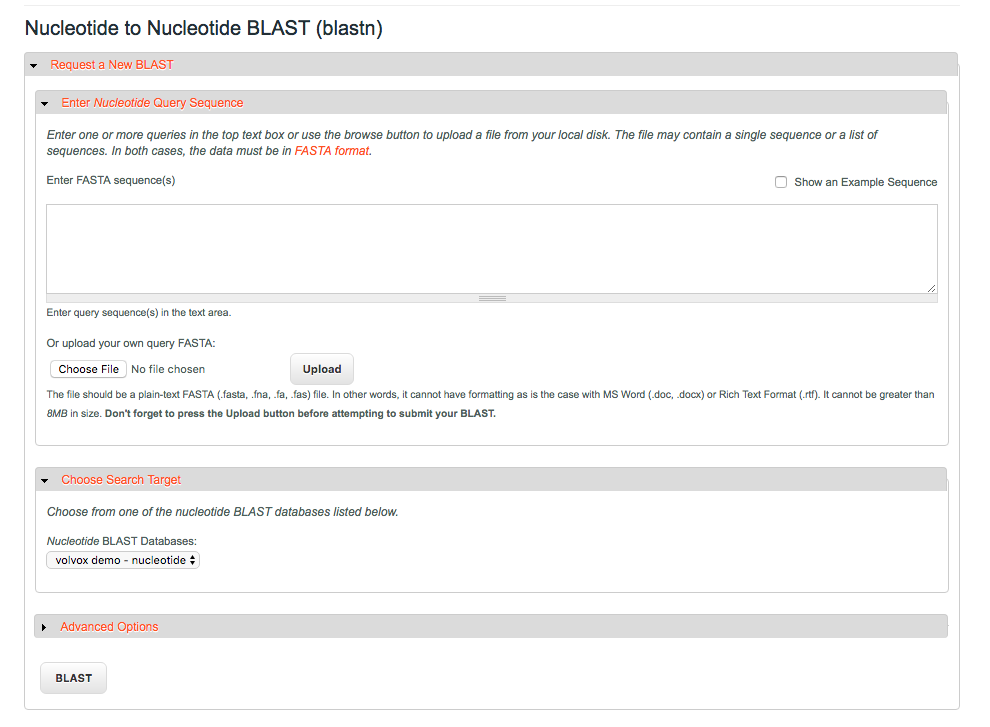 Nucleotide to Nucleotide BLAST (blastn)
Request a New BLAST
Enter Nucleotide Query Sequence
Enter one or more queries in the top text box or use the browse button to upload a file from your local disk. The file may contain a single sequence or a list of
sequences. In both cases, the data must be in FASTA format.
Enter FASTA sequence(s)
Show an Example Sequence
Enter query sequence(s) in the text area.
Or upload your own query FASTA:
Choose File No file chosen Upload
The file should be a plain-text FASTA (.fasta, .fna, .fa, .fas) file. In other words, it cannot have formatting as is the case with MS Word (.doc, .docx) or Rich Text Format (.rtf). It cannot be greater than
8MB in size. Don't forget to press the Upload button before attempting to submit your BLAST.
Choose Search Target
Choose from one of the nucleotide BLAST databases listed below.
Nucleotide BLAST Databases:
volvox demo - nucleotide
Advanced Options
BLAST